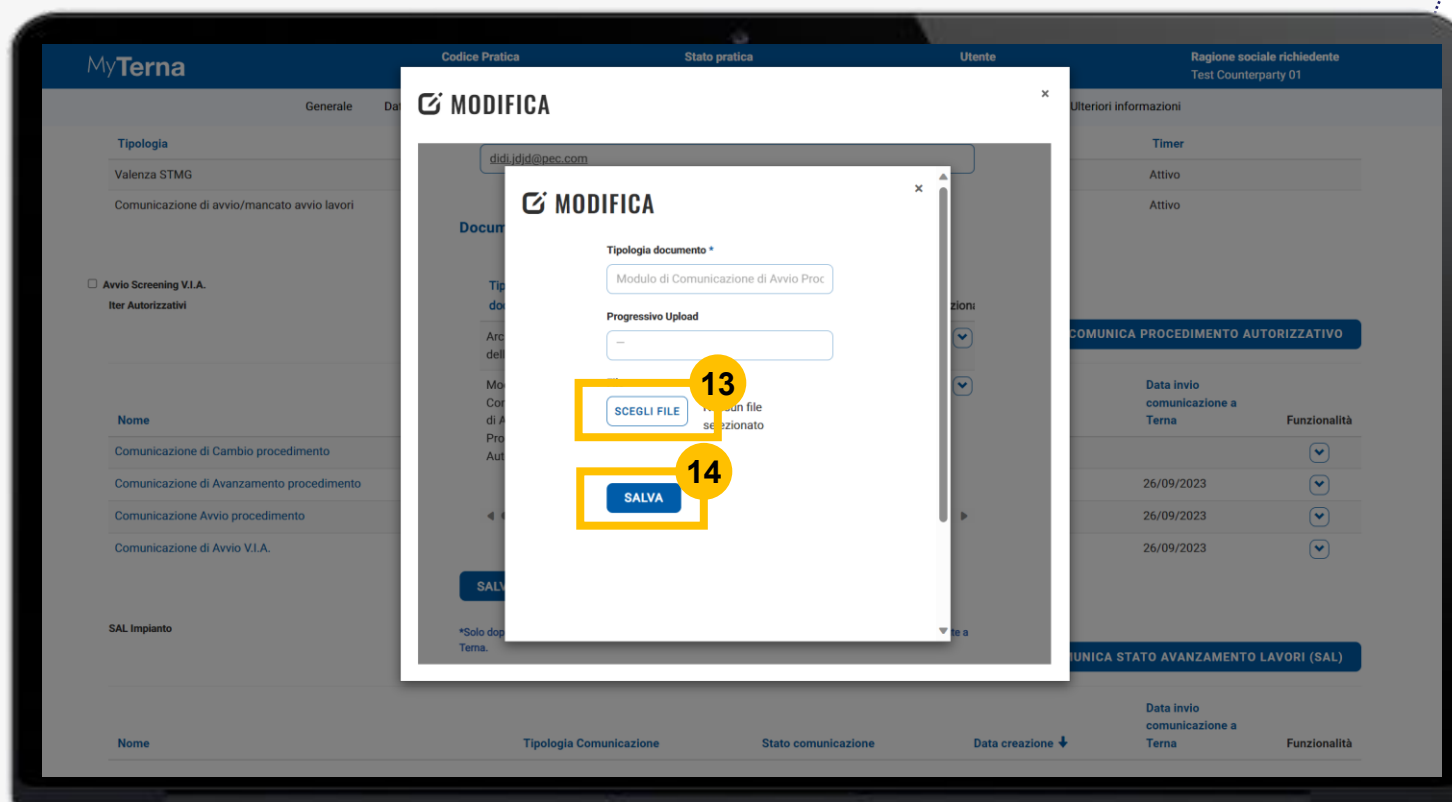 MyTerna
Codice Pratica
Stato pratica
Utente
Ragione sociale richiedente
Test Counterparty 01
Generale
Ulteriori informazioni
MODIFICA
×
Tipologia
Timer
Valenza STMG
Attivo
Comunicazione di avvio/mancato avvio lavori
Attivo
didi.jdjd@pec.com
MODIFICA
×
Tipologia documento *
Modulo di Comunicazione di Avvio Proc
Progressivo Upload
—
13
SCEGLI FILE
file
selezionato
14
SALVA
Avvio Screening V.I.A.
Iter Autorizzativi
COMUNICA PROCEDIMENTO AUTORIZZATIVO
Nome
Data invio
comunicazione a
Terna
Funzionalità
Comunicazione di Cambio procedimento
Comunicazione di Avanzamento procedimento
26/09/2023
Comunicazione Avvio procedimento
26/09/2023
Comunicazione di Avvio V.I.A.
26/09/2023
*Solo dop
te a
Terna.
SAL Impianto
UNICA STATO AVANZAMENTO LAVORI (SAL)
Nome
Tipologia Comunicazione
Stato comunicazione
Data creazione
Data invio
comunicazione a
Terna
Funzionalità